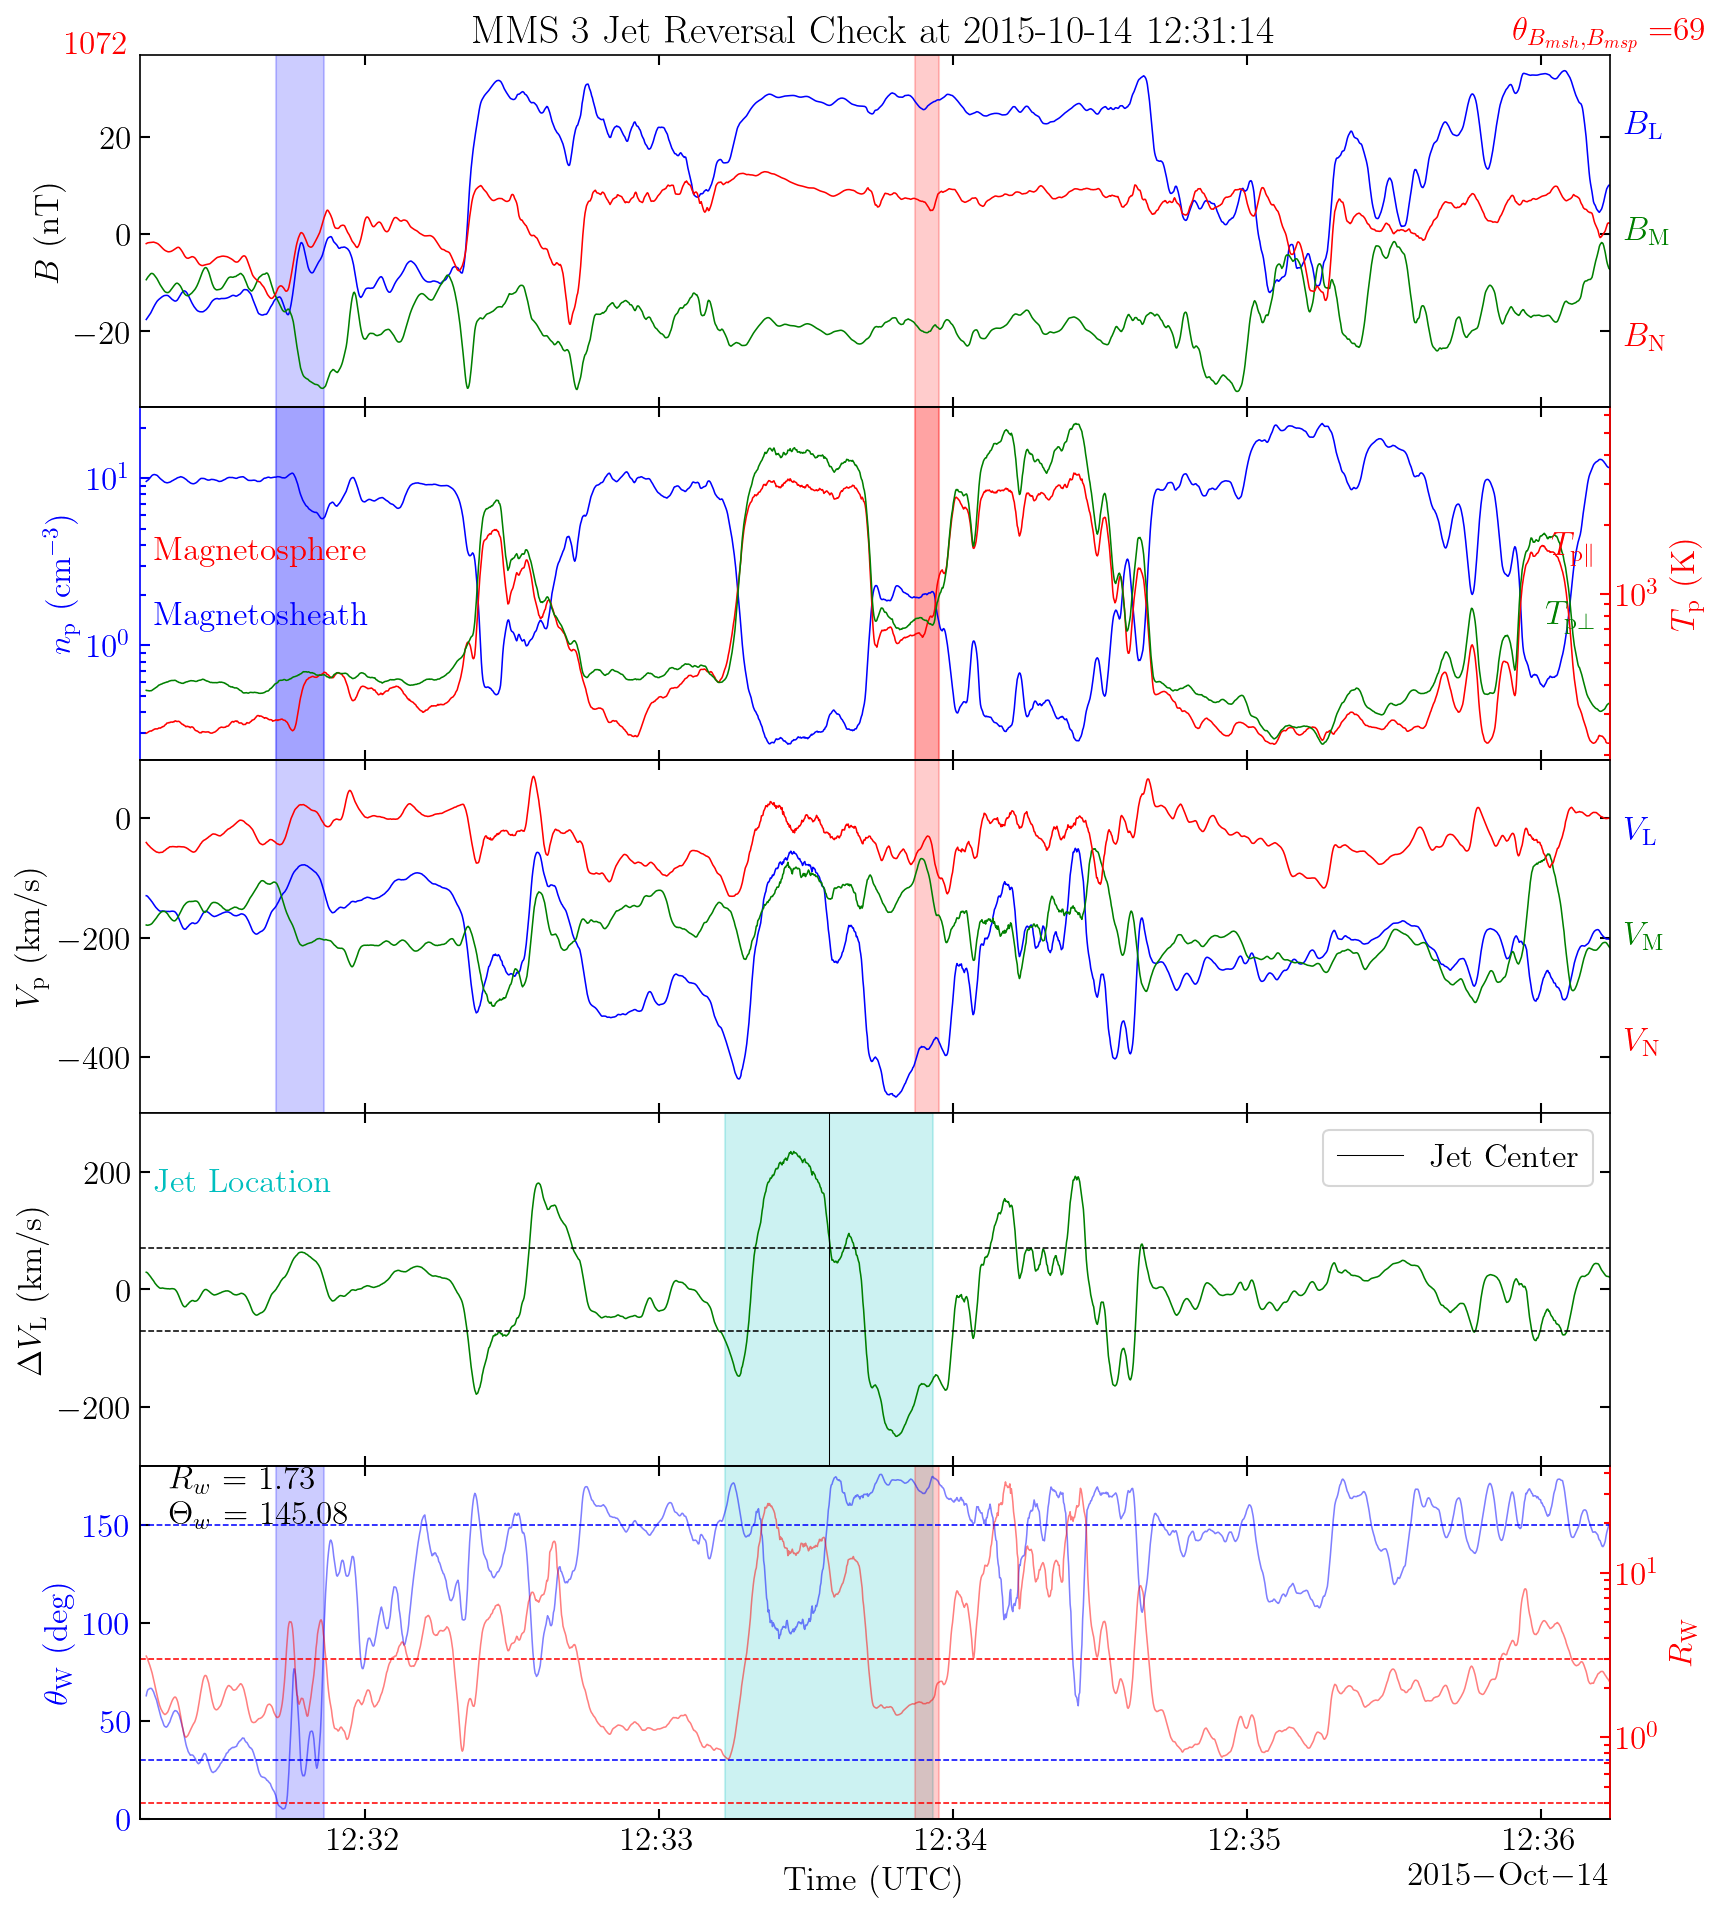 MMS 3 Jet Reversal Check at 2015-10-14 12:31:14
1072
θ_{B_{msh},B_{msp}} =69
20
0
−20
B (nT)
B_L
B_M
B_N
10^1
10^0
n_p (cm^{−3})
Magnetosphere
Magnetosheath
T_{p∥}
T_{p⊥}
10^3
T_p (K)
0
−200
−400
V_p (km/s)
V_L
V_M
V_N
200
0
−200
ΔV_L (km/s)
Jet Location
Jet Center
R_w = 1.73
Θ_w = 145.08
150
100
50
0
θ_W (deg)
10^1
10^0
R_W
12:32
12:33
12:34
12:35
12:36
Time (UTC)
2015−Oct−14